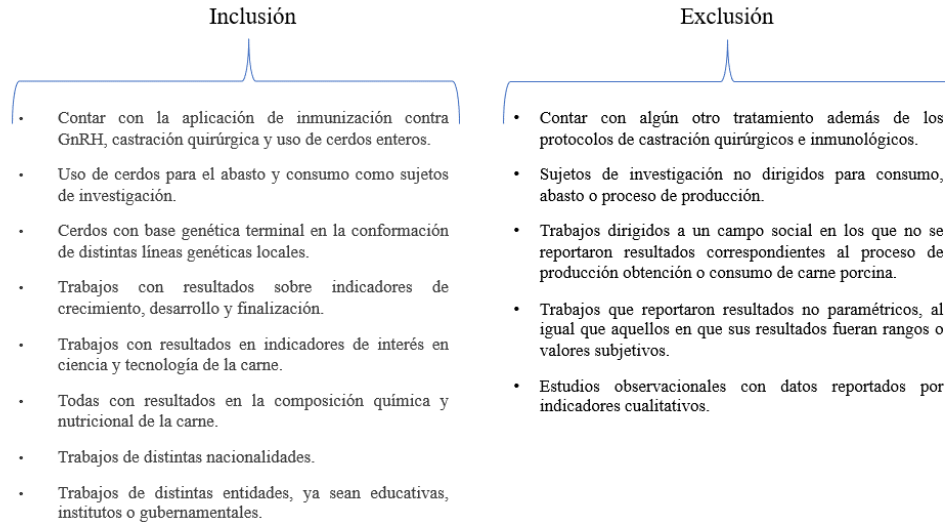 Inclusión
• Contar con la aplicación de inmunización contra
GnRH, castración quirúrgica y uso de cerdos enteros.
• Uso de cerdos para el abasto y consumo como sujetos
de investigación.
• Cerdos con base genética terminal en la conformación
de distintas líneas genéticas locales.
• Trabajos con resultados sobre indicadores de
crecimiento, desarrollo y finalización.
• Trabajos con resultados en indicadores de interés en
ciencia y tecnología de la carne.
• Todas con resultados en la composición química y
nutricional de la carne.
• Trabajos de distintas nacionalidades.
• Trabajos de distintas entidades, ya sean educativas,
institutos o gubernamentales.
Exclusión
• Contar con algún otro tratamiento además de los
protocolos de castración quirúrgicos e inmunológicos.
• Sujetos de investigación no dirigidos para consumo,
abasto o proceso de producción.
• Trabajos dirigidos a un campo social en los que no se
reportaron resultados correspondientes al proceso de
producción obtención o consumo de carne porcina.
• Trabajos que reportaron resultados no paramétricos, al
igual que aquellos en que sus resultados fueran rangos o
valores subjetivos.
• Estudios observacionales con datos reportados por
indicadores cualitativos.